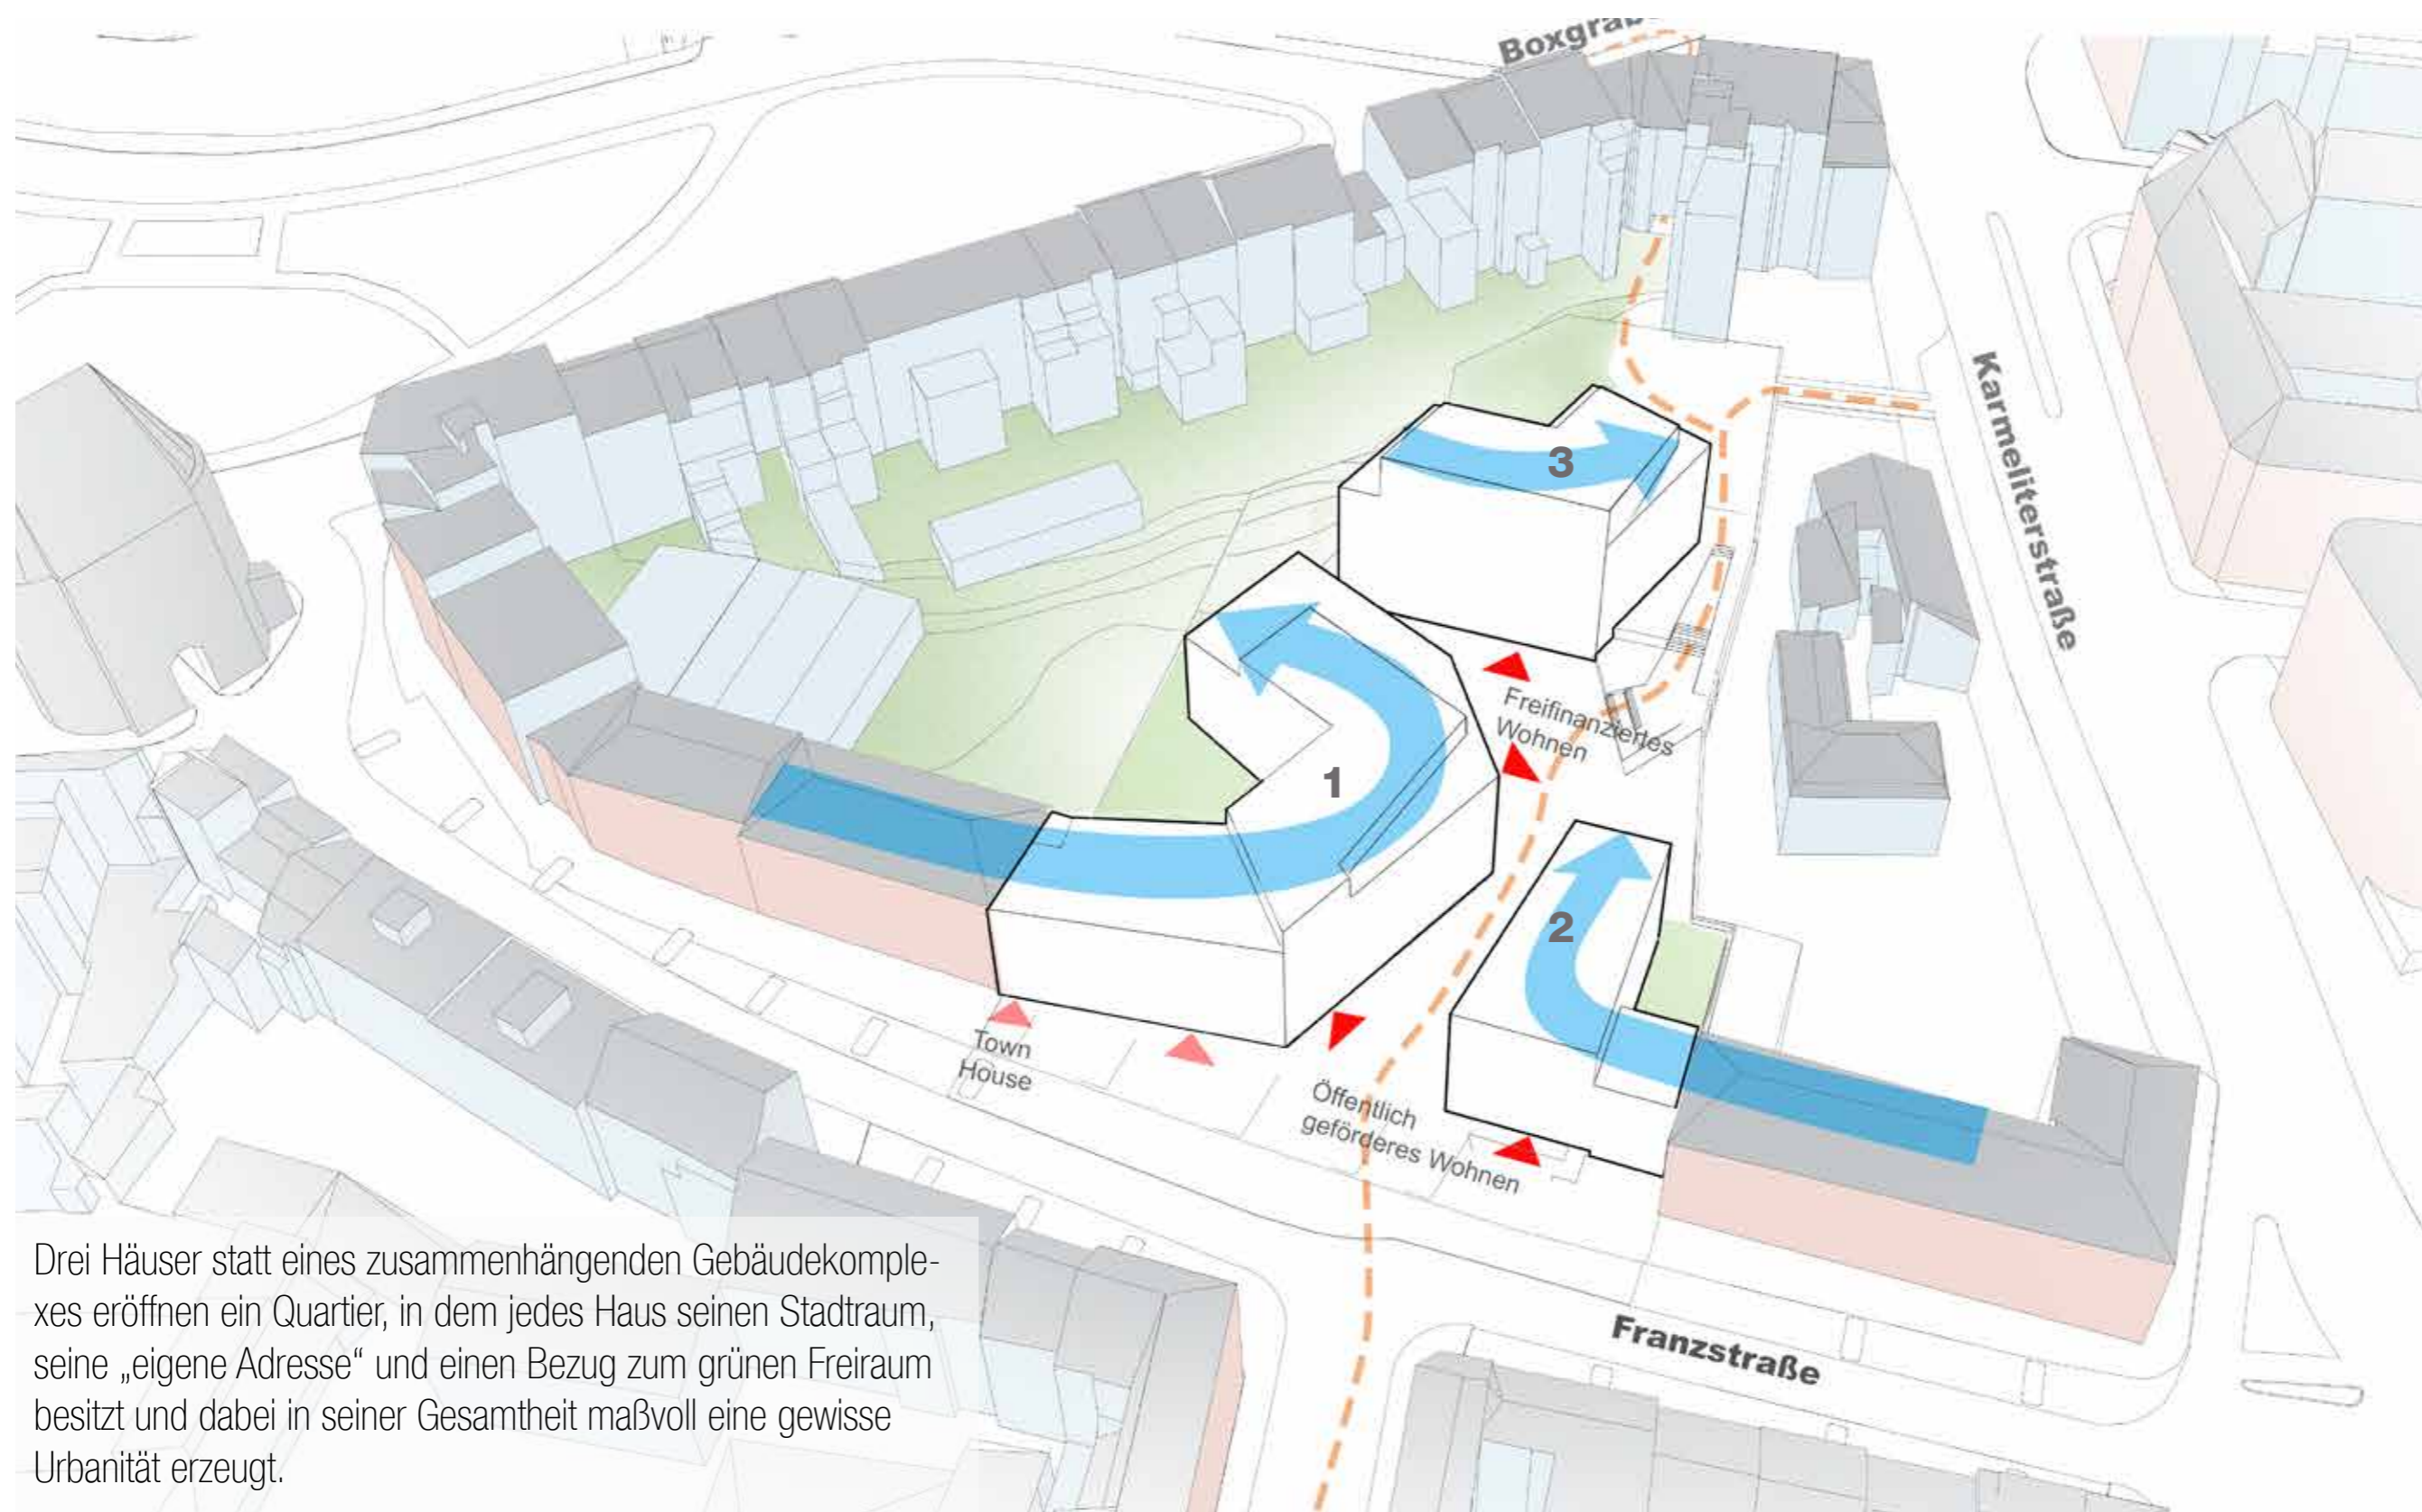 Boxgrab
Karmeliterstraße
3
Freifinanziertes
Wohnen
1
2
Town
House
Öffentlich
geförderes Wohnen
Franzstraße
Drei Häuser statt eines zusammenhängenden Gebäudekomple-
xes eröffnen ein Quartier, in dem jedes Haus seinen Stadtraum,
seine „eigene Adresse“ und einen Bezug zum grünen Freiraum
besitzt und dabei in seiner Gesamtheit maßvoll eine gewisse
Urbanität erzeugt.